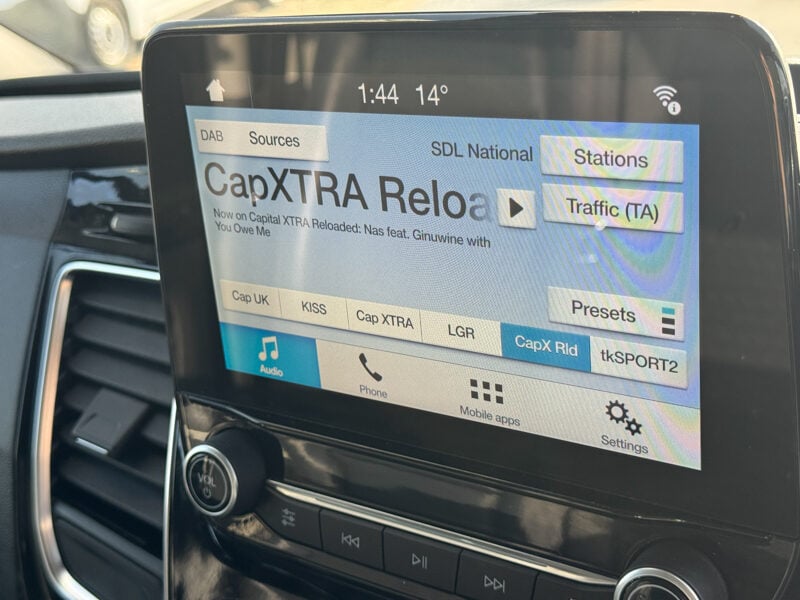 1:44 14°
DAB Sources
SDL National
Stations
CapXTRA Reloa
Traffic (TA)
Now on Capital XTRA Reloaded: Nas feat. Ginuwine with
You Owe Me
Presets
Cap UK KISS Cap XTRA LGR CapX Rld tkSPORT2
Audio Phone Mobile apps Settings
VOL